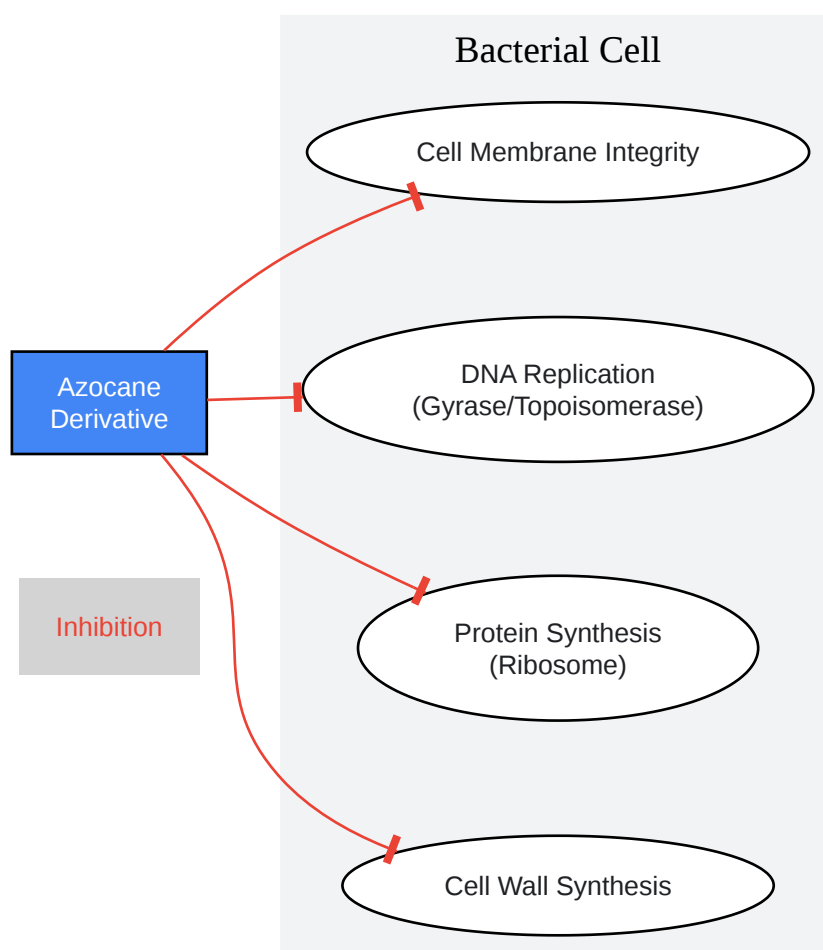 Bacterial Cell
Cell Membrane Integrity
Azocane
Derivative
DNA Replication
(Gyrase/Topoisomerase)
Inhibition
Protein Synthesis
(Ribosome)
Cell Wall Synthesis